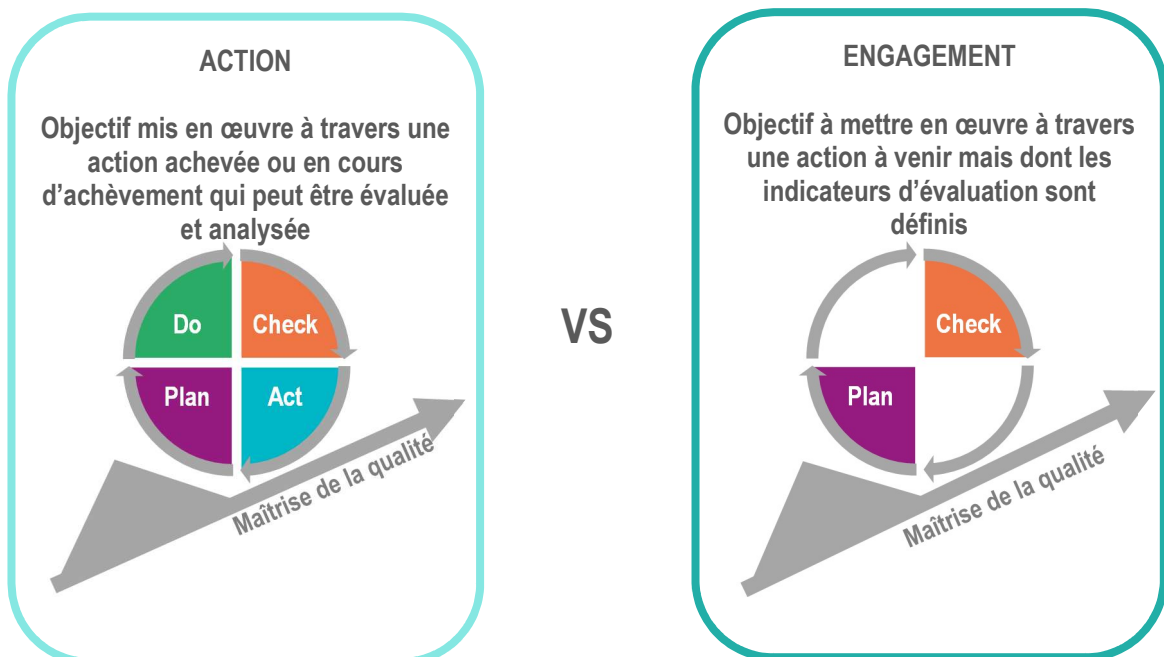 ACTION
Objectif mis en œuvre à travers une
action achevée ou en cours
d’achèvement qui peut être évaluée
et analysée
Do
Check
Plan
Act
Maîtrise de la qualité
VS
ENGAGEMENT
Objectif à mettre en œuvre à travers
une action à venir mais dont les
indicateurs d’évaluation sont
définis
Check
Plan
Maîtrise de la qualité